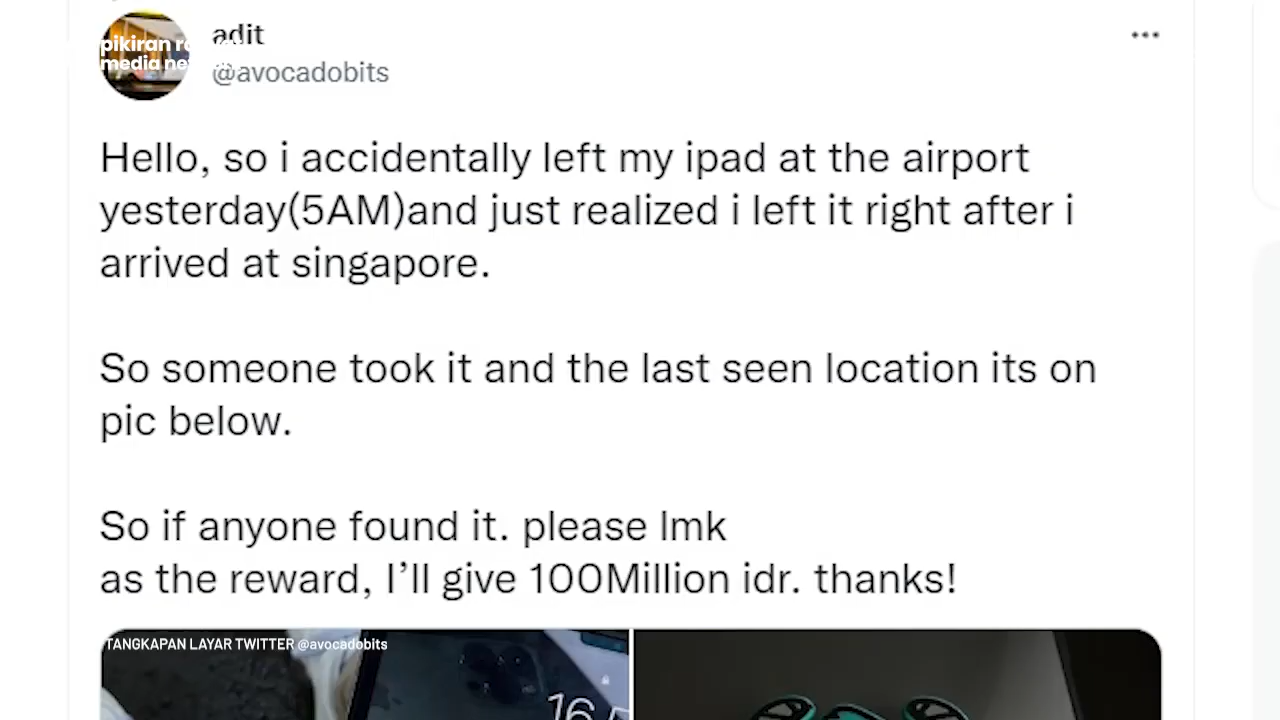 adit
pikiran
media
@avocadobits
Hello, so i accidentally left my ipad at the airport
yesterday(5AM)and just realized i left it right after i
arrived at singapore.
So someone took it and the last seen location its on
pic below.
So if anyone found it. please lmk
as the reward, I’ll give 100Million idr. thanks!
TANGKAPAN LAYAR TWITTER @avocadobits